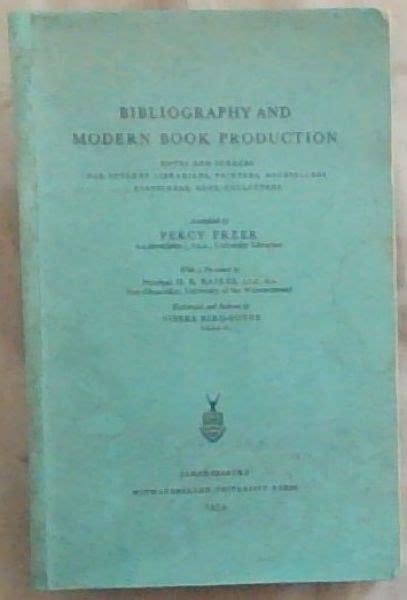 BIBLIOGRAPHY AND
MODERN BOOK PRODUCTION
NOTES AND SOURCES
FOR STUDENT LIBRARIANS, PRINTERS, BOOKSELLERS
STATIONERS, BOOK-COLLECTORS
Assembled by
PERCY FREER
University Librarian
With a Foreword by
Principal H. R. RAIKES
Vice-Chancellor, University of the Witwatersrand
Illustrated and Indexed by
JOHANNESBURG
WITWATERSRAND UNIVERSITY PRESS
1954